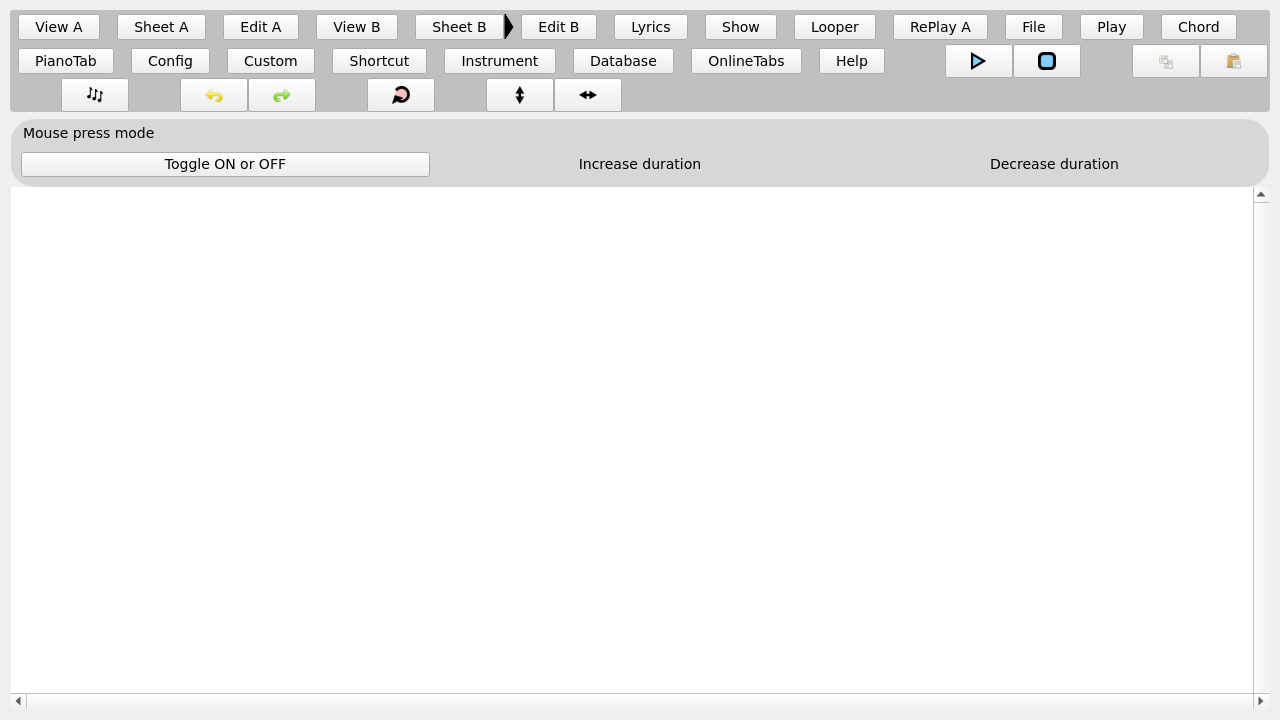 View A Sheet A Edit A View B Sheet B Edit B Lyrics Show Looper RePlay A File Play Chord
PianoTab Config Custom Shortcut Instrument Database OnlineTabs Help
Mouse press mode
Toggle ON or OFF Increase duration Decrease duration